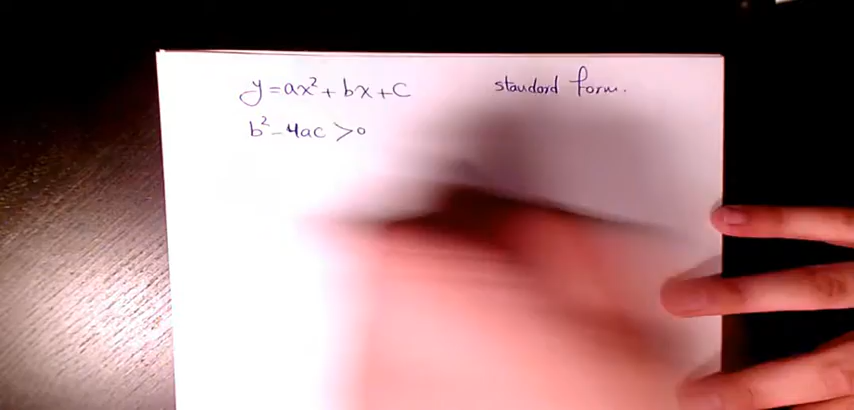 y = ax² + bx + c standard form.
b² - 4ac > 0